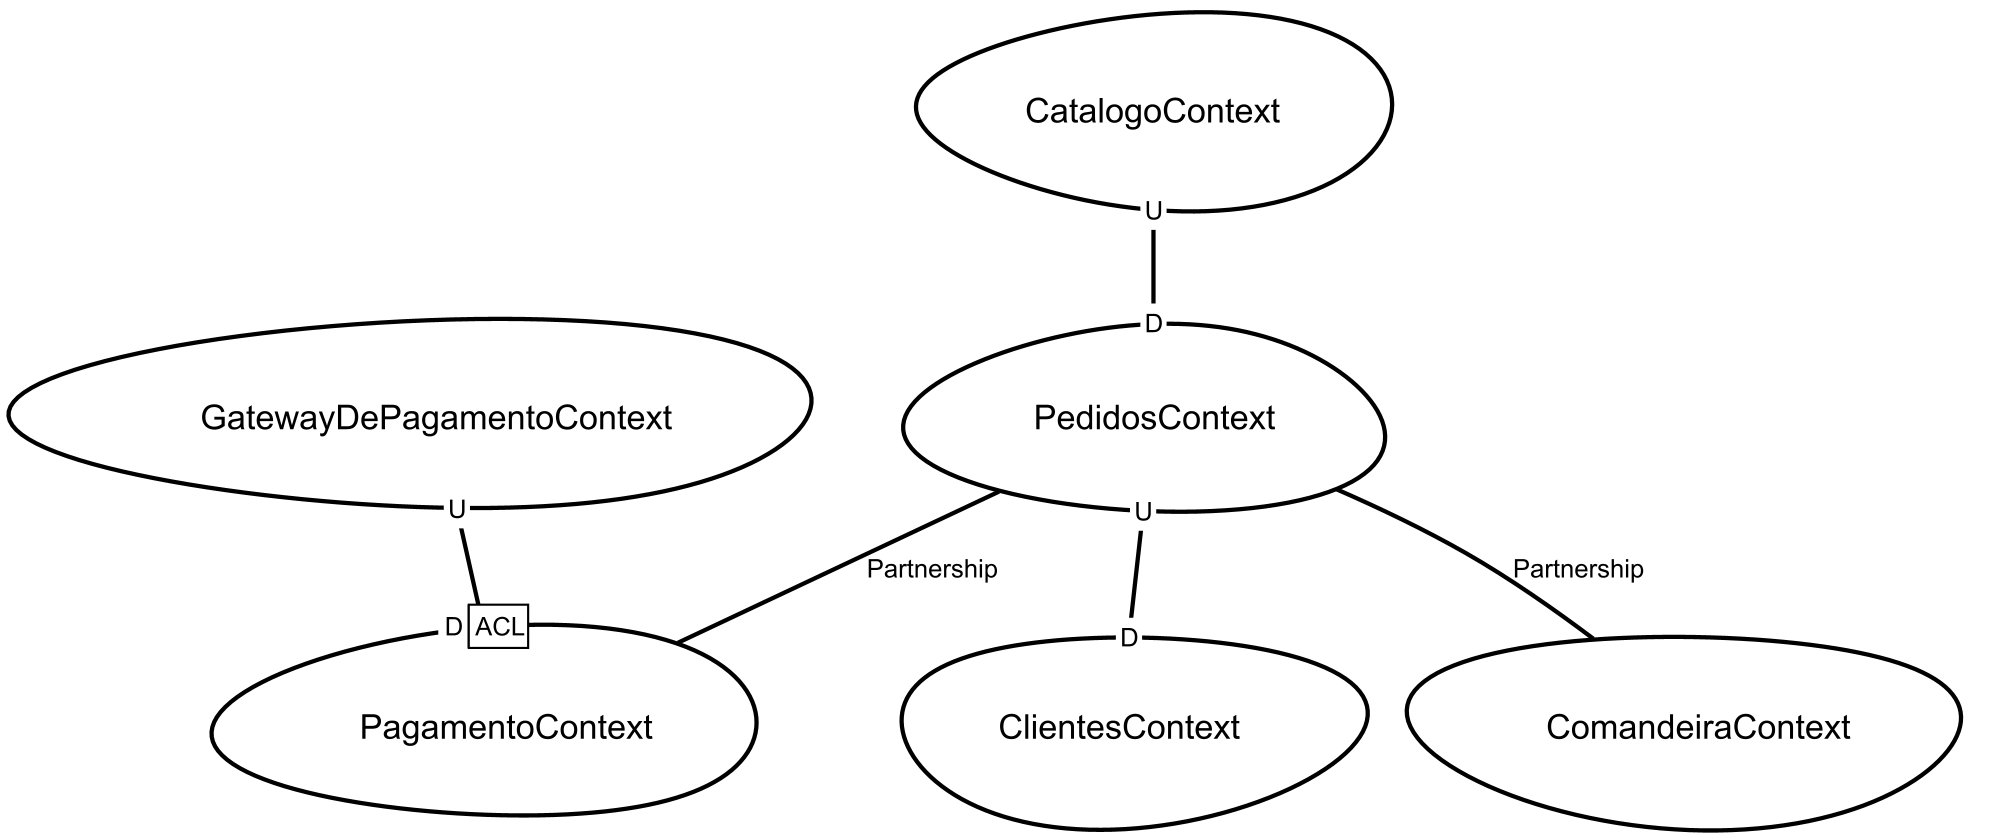 CatalogoContext
U
D
GatewayDePagamentoContext
PedidosContext
U
U
Partnership
Partnership
D
ACL
D
PagamentoContext
ClientesContext
ComandeiraContext